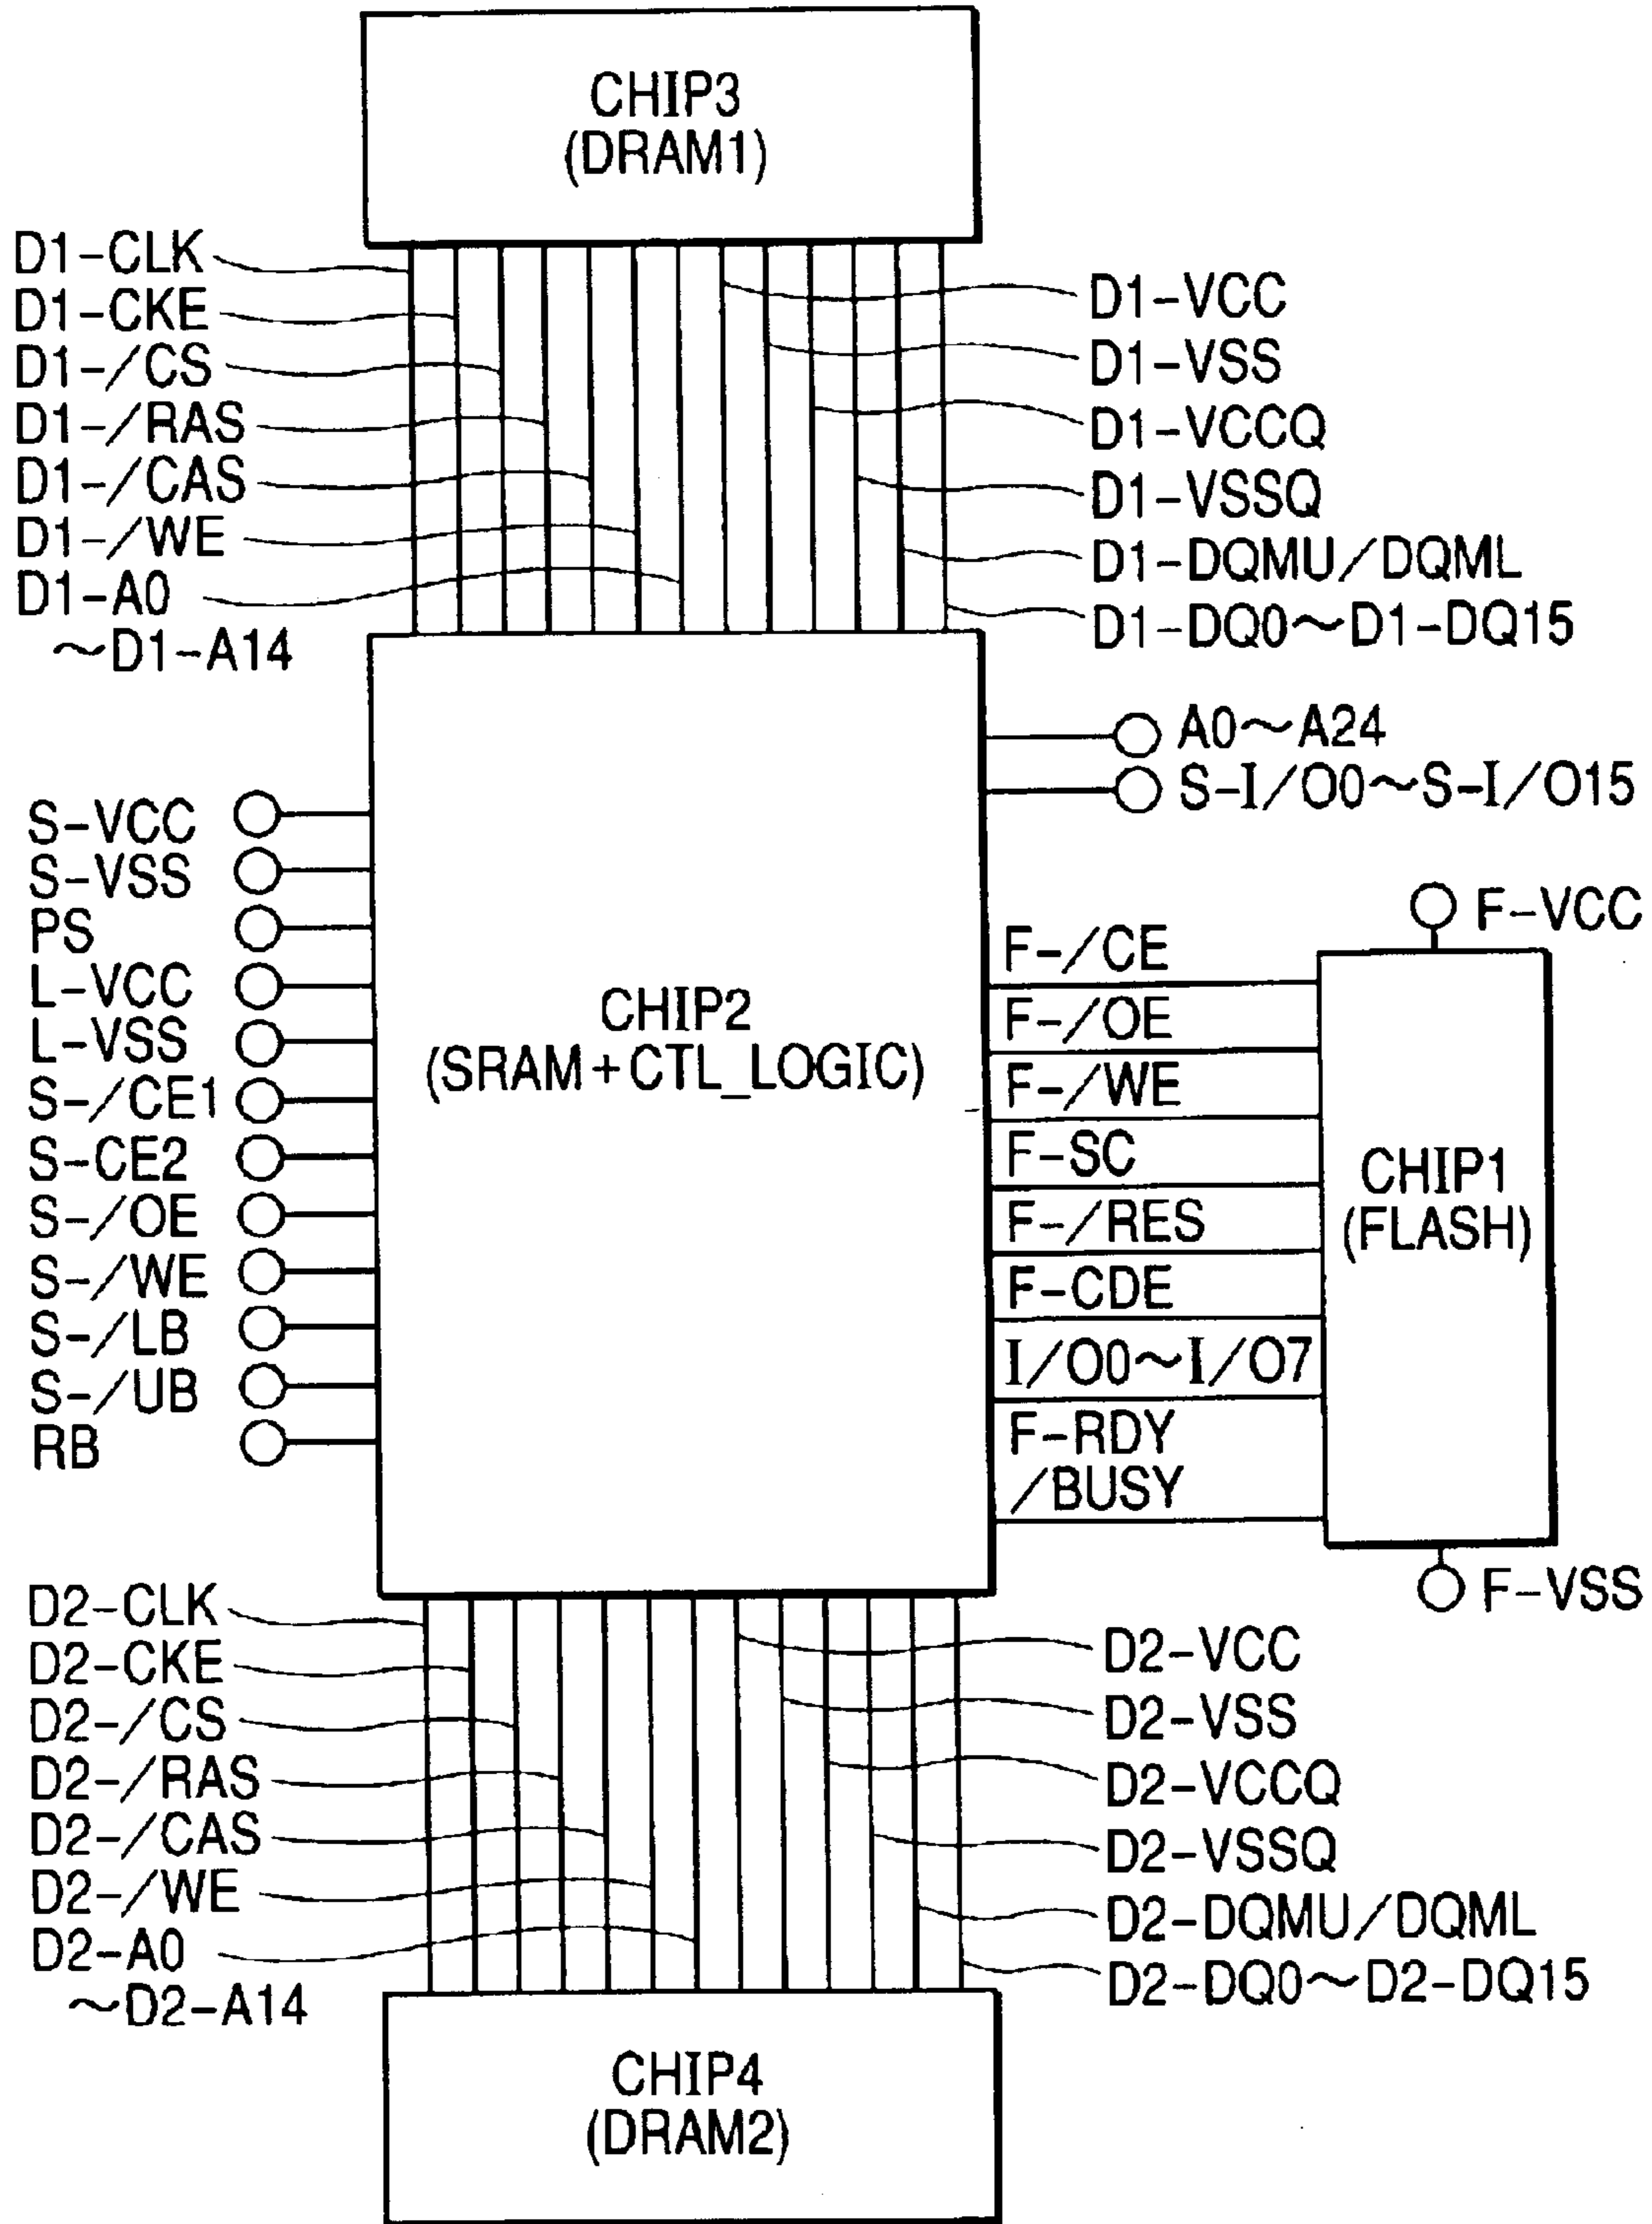 CHIP3
(DRAM1)
D1-CLK
D1-CKE
D1-/CS
D1-/RAS
D1-/CAS
D1-/WE
D1-A0
~D1-A14
D1-VCC
D1-VSS
D1-VCCQ
D1-VSSQ
D1-DQMU/DQML
D1-DQ0~D1-DQ15
A0~A24
S-I/O0~S-I/O15
S-VCC
S-VSS
PS
L-VCC
L-VSS
S-/CE1
S-CE2
S-/OE
S-/WE
S-/LB
S-/UB
RB
CHIP2
(SRAM+CTL_LOGIC)
F-/CE
F-/OE
F-/WE
F-SC
F-/RES
F-CDE
I/O0~I/O7
F-RDY
/BUSY
F-VCC
CHIP1
(FLASH)
F-VSS
D2-CLK
D2-CKE
D2-/CS
D2-/RAS
D2-/CAS
D2-/WE
D2-A0
~D2-A14
D2-VCC
D2-VSS
D2-VCCQ
D2-VSSQ
D2-DQMU/DQML
D2-DQ0~D2-DQ15
CHIP4
(DRAM2)